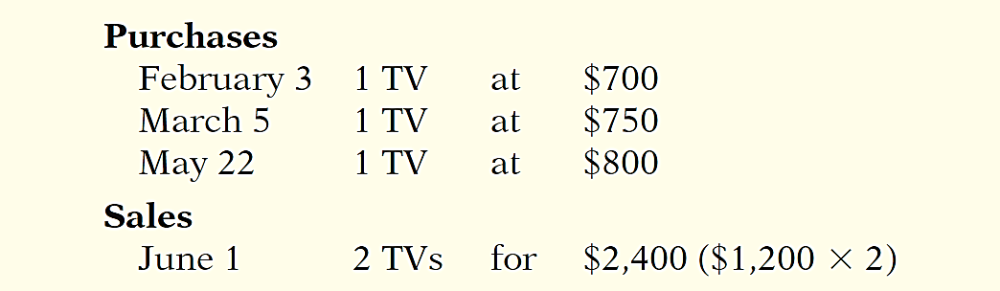 Purchases
February 3 1 TV at $700
March 5 1 TV at $750
May 22 1 TV at $800
Sales
June 1 2 TVs for $2,400 ($1,200 × 2)